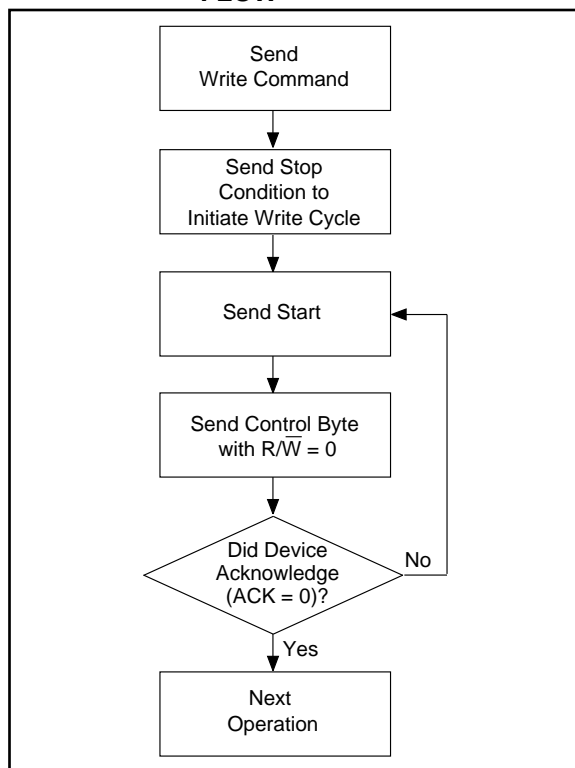 Send
Write Command
Send Stop
Condition to
Initiate Write Cycle
Send Start
Send Control Byte
with R/W̅ = 0
Did Device
Acknowledge
(ACK = 0)?
No
Yes
Next
Operation